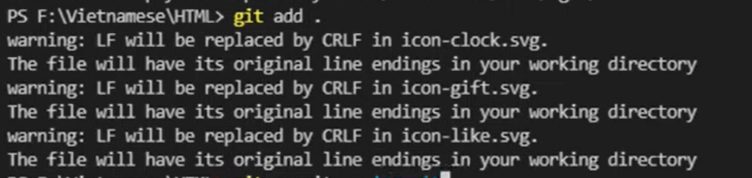 PS F:\Vietnamese\HTML> git add .
warning: LF will be replaced by CRLF in icon-clock.svg.
The file will have its original line endings in your working directory
warning: LF will be replaced by CRLF in icon-gift.svg.
The file will have its original line endings in your working directory
warning: LF will be replaced by CRLF in icon-like.svg.
The file will have its original line endings in your working directory